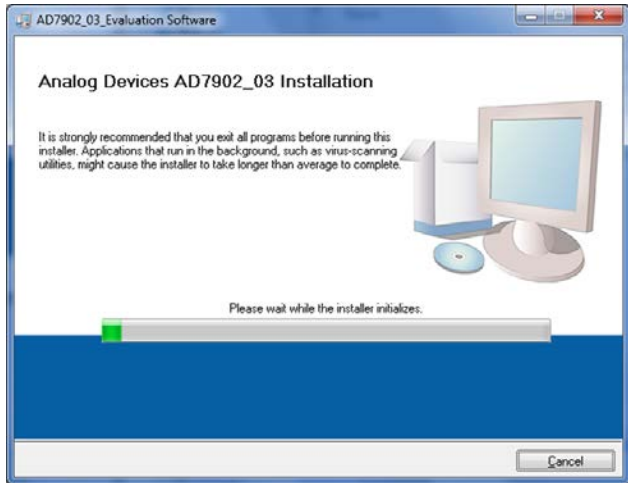 AD7902_03_Evaluation Software
Analog Devices AD7902_03 Installation
It is strongly recommended that you exit all programs before running this
installer. Applications that run in the background, such as virus-scanning
utilities, might cause the installer to take longer than average to complete.
Please wait while the installer initializes.
Cancel